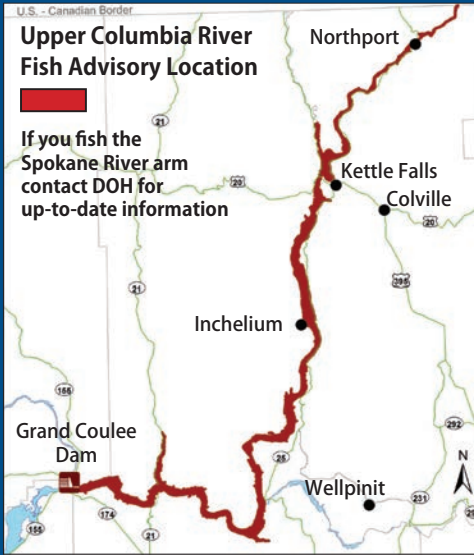 U.S. - Canadian Border
Upper Columbia River
Fish Advisory Location
If you fish the
Spokane River arm
contact DOH for
up-to-date information
Northport
21
20
Kettle Falls
Colville
20
395
21
Inchelium
155
Grand Coulee
Dam
25
292
N
Wellpinit
231
174
155
21